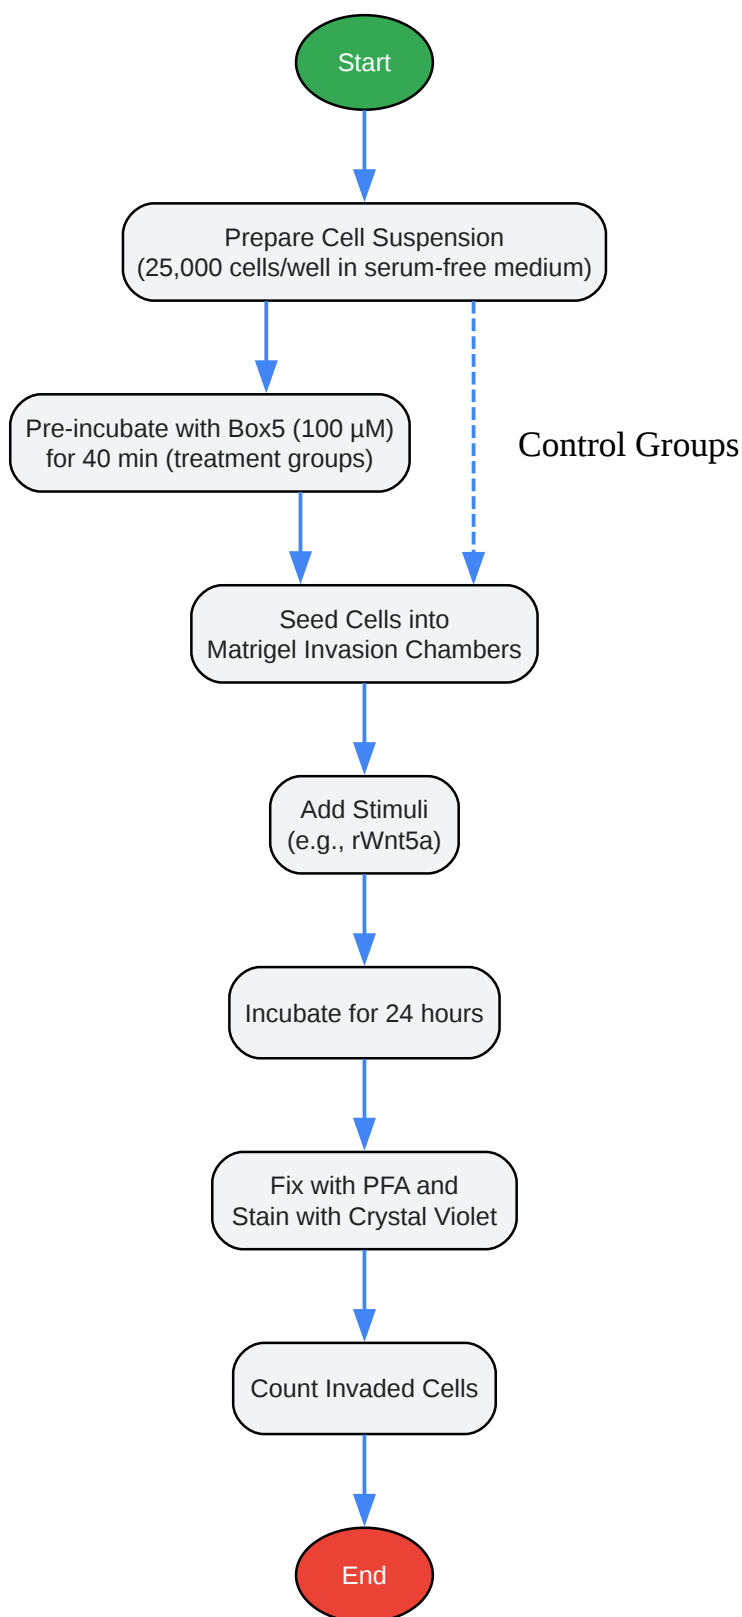 Start
Prepare Cell Suspension
(25,000 cells/well in serum-free medium)
Pre-incubate with Box5 (100 µM)
for 40 min (treatment groups)
Control Groups
Seed Cells into
Matrigel Invasion Chambers
Add Stimuli
(e.g., rWnt5a)
Incubate for 24 hours
Fix with PFA and
Stain with Crystal Violet
Count Invaded Cells
End